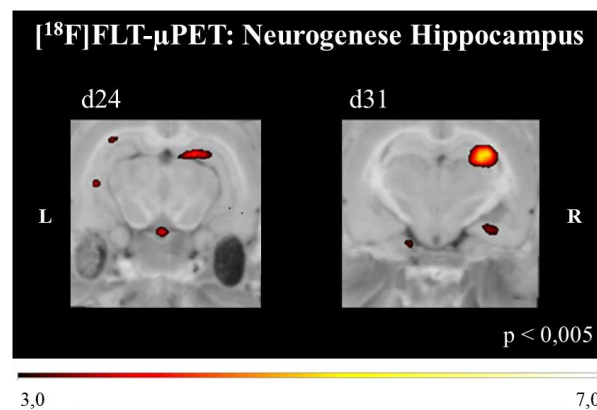 [¹⁸F]FLT-µPET: Neurogenese Hippocampus
d24 d31
L R
p < 0,005
3,0 7,0